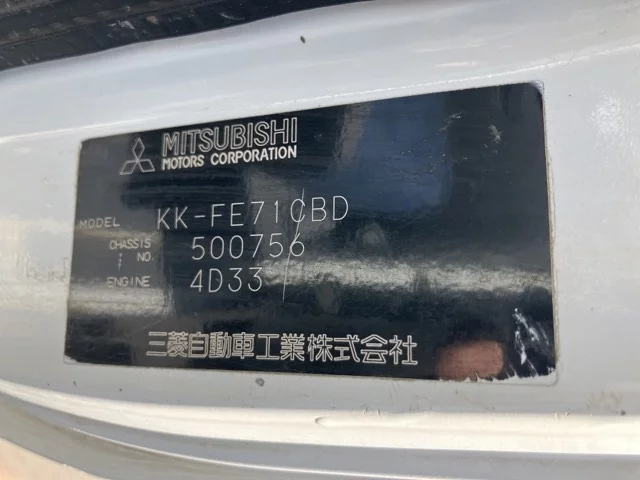 MITSUBISHI
MOTORS CORPORATION
MODEL KK-FE71CBD
CHASSIS NO. 500756
ENGINE 4D33
三菱自動車工業株式会社